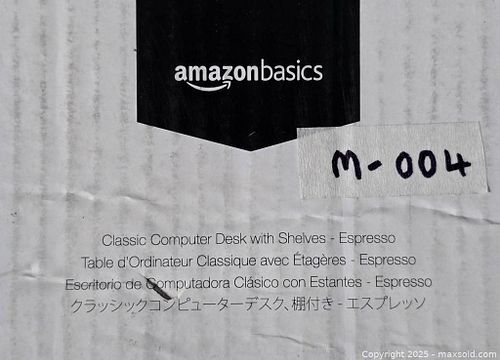 amazonbasics
M-004
Classic Computer Desk with Shelves - Espresso
Table d'Ordinateur Classique avec Étagères - Espresso
Escritorio de Computadora Clásico con Estantes - Espresso
クラッシックコンピューターデスク、棚付き - エスプレッソ
Copyright 2025 - maxsold.com